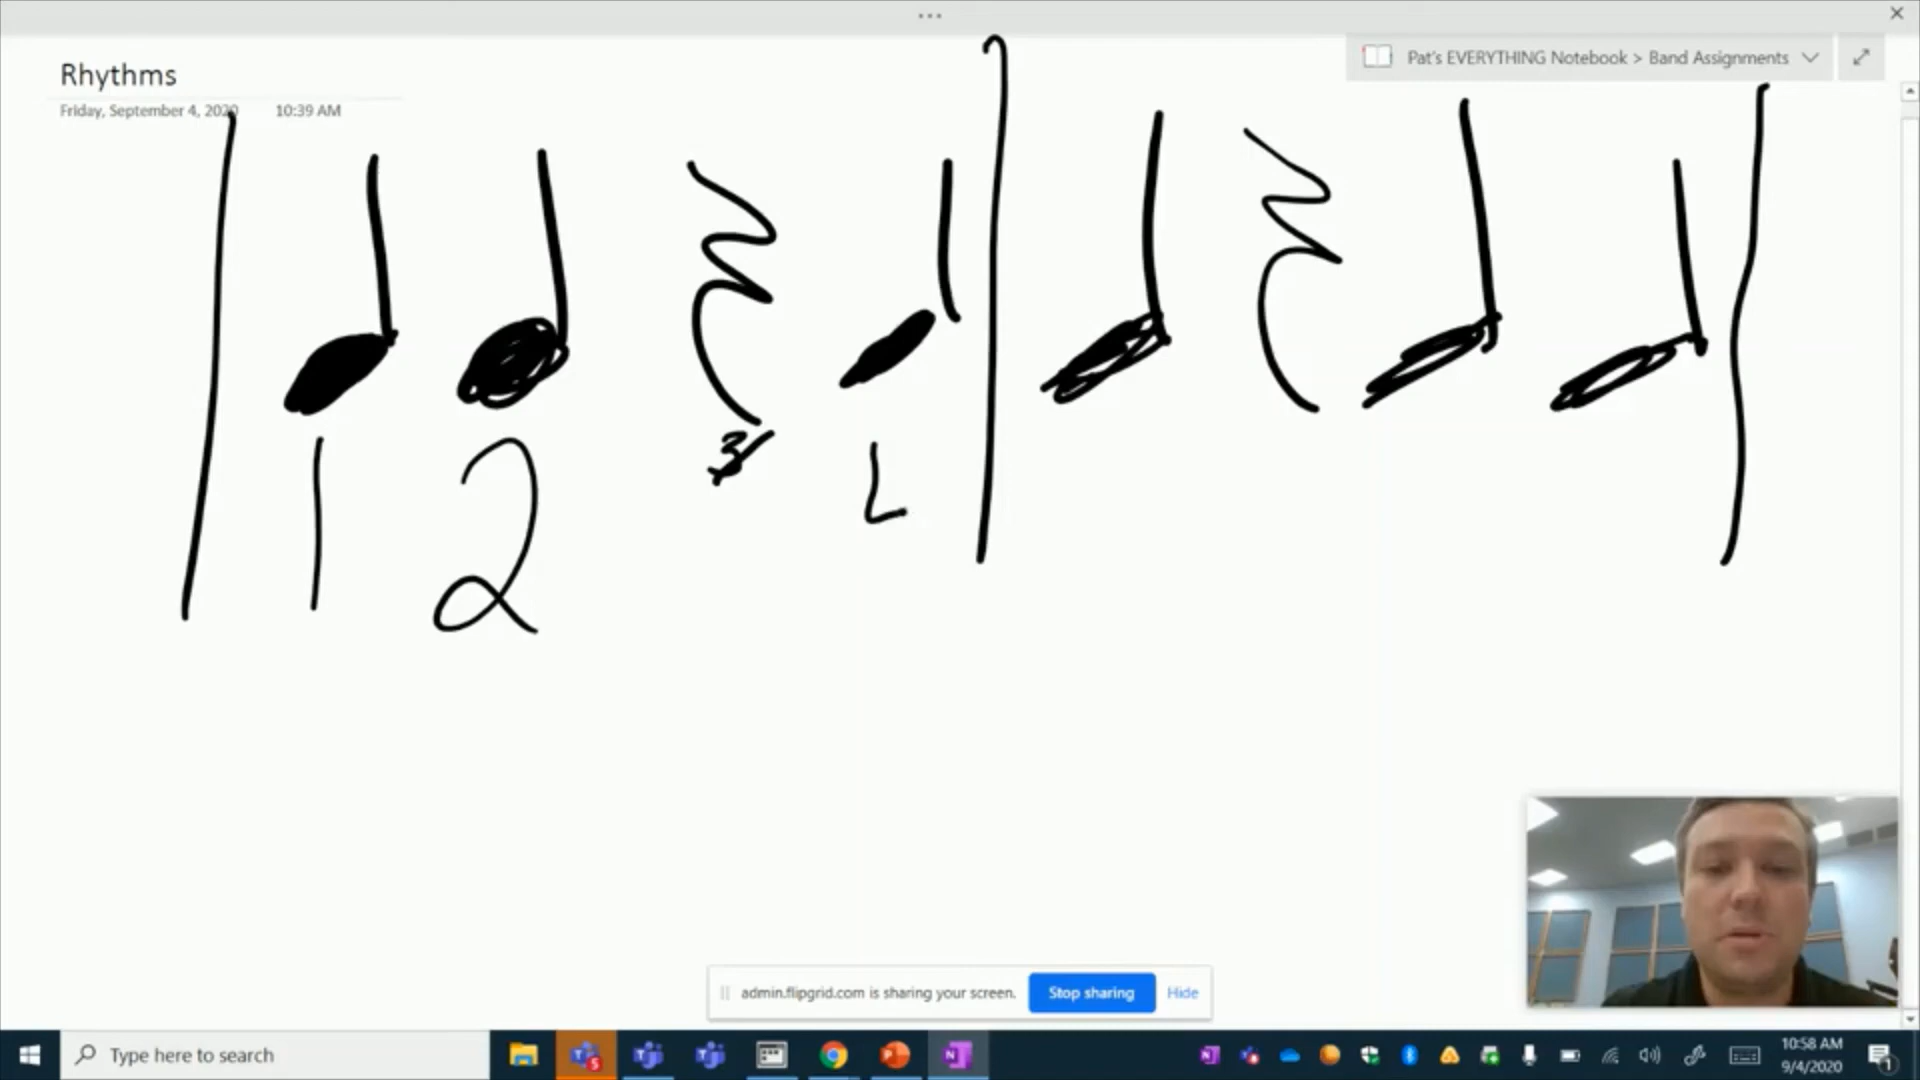 Rhythms
Pat's EVERYTHING Notebook > Band Assignments
Friday, September 4, 2020 10:39 AM
1 2 3
admin.flipgrid.com is sharing your screen. Stop sharing Hide
Type here to search
10:58 AM
9/4/2020